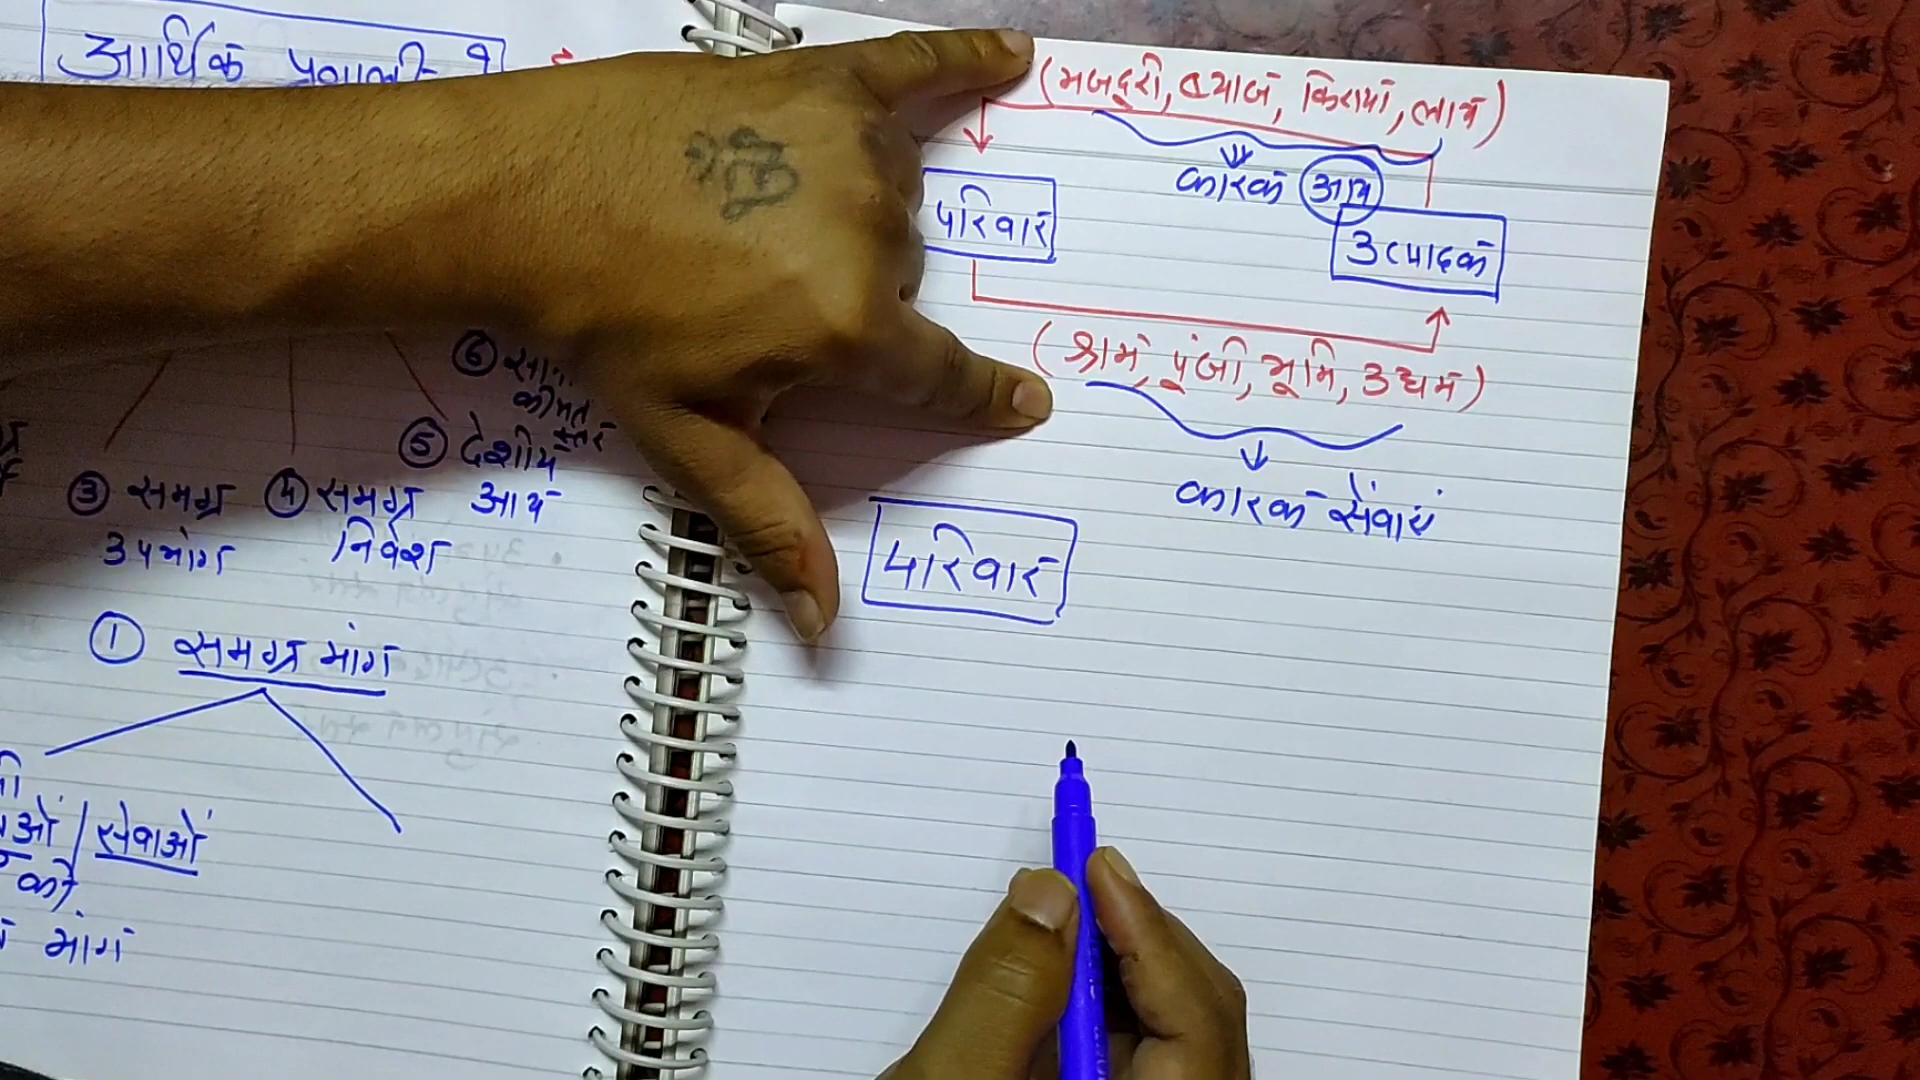 आर्थिक
⑥
कीमत
स्तर
⑤ देशीय
आय
③ समग्र
उपभोग
④ समग्र
निवेश
① समग्र मांग
/ सेवाओं
की
मांग
(मजदूरी, ब्याज, किराया, लाभ)
कारक आय
परिवार
उत्पादक
(श्रम, पूंजी, भूमि, उद्यम)
कारक सेवाएं
परिवार